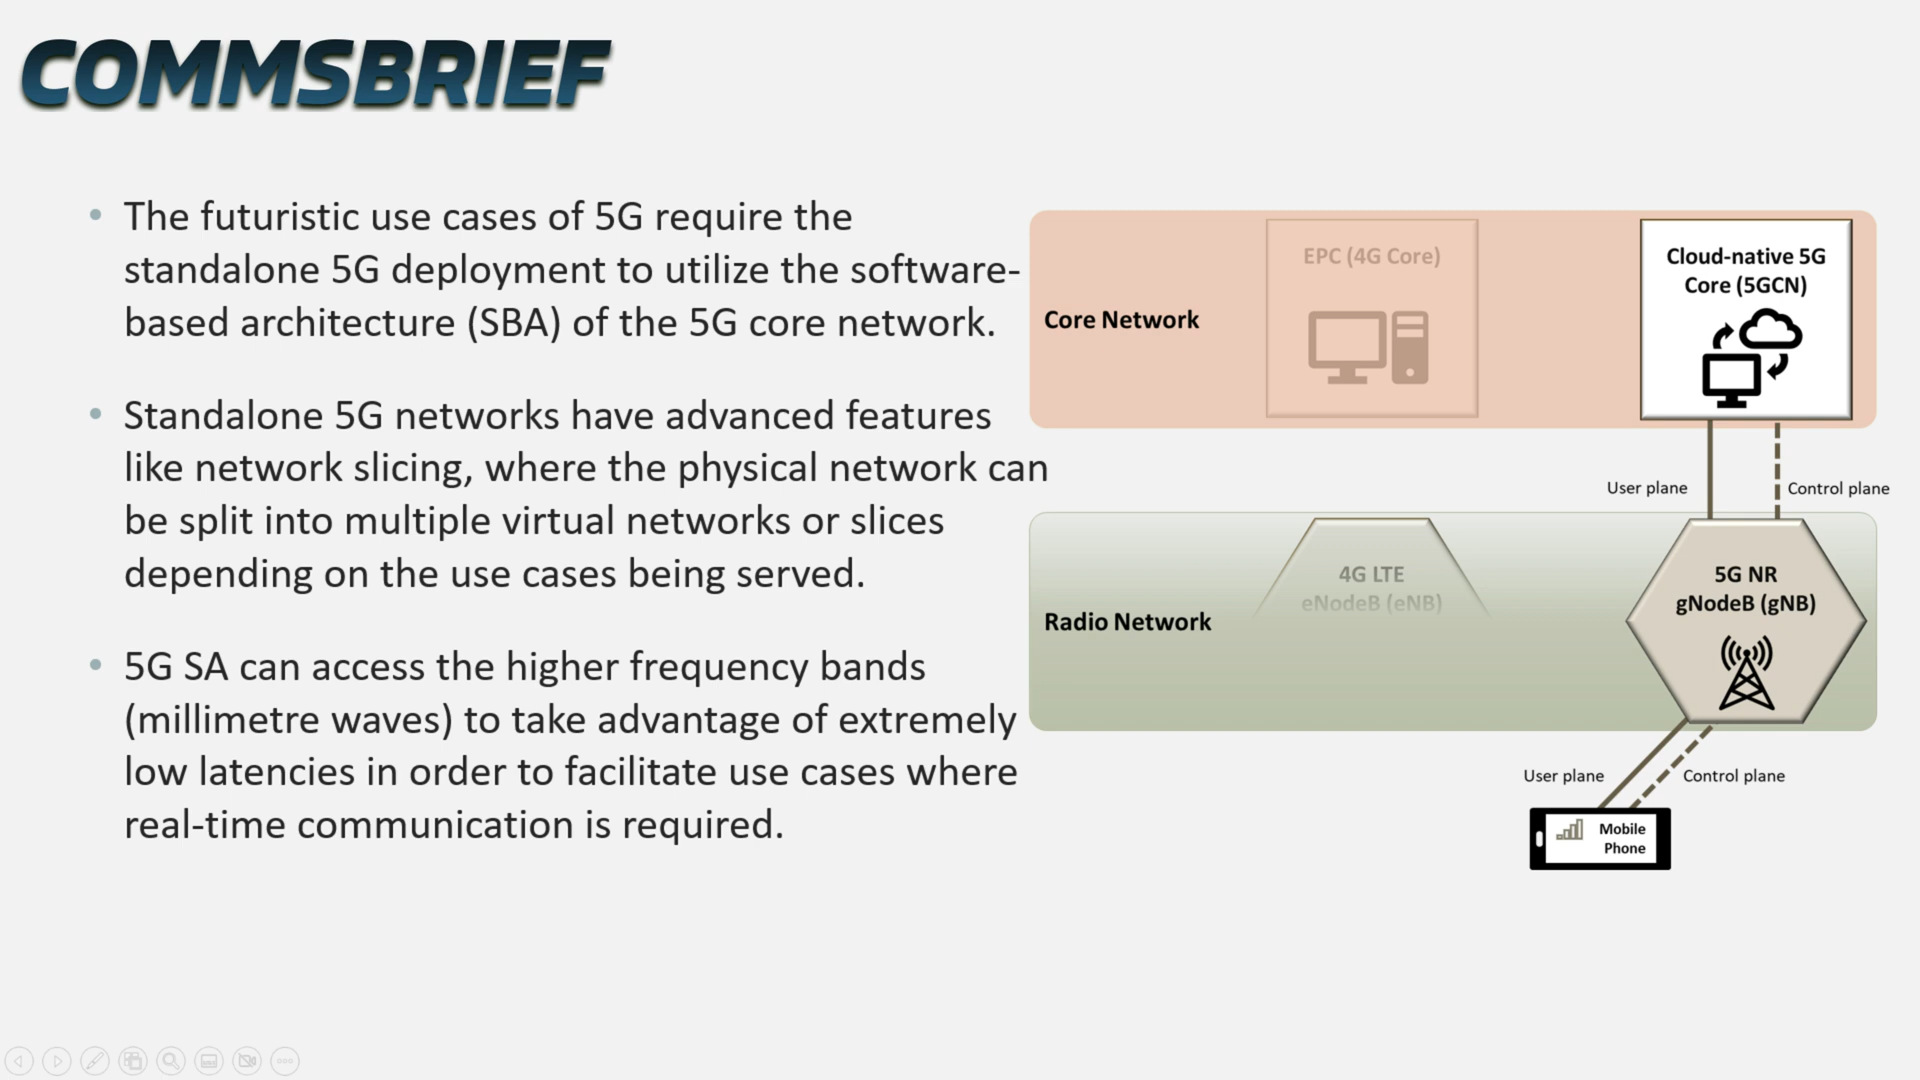 COMMSBRIEF
• The futuristic use cases of 5G require the
standalone 5G deployment to utilize the software-
based architecture (SBA) of the 5G core network.
• Standalone 5G networks have advanced features
like network slicing, where the physical network can
be split into multiple virtual networks or slices
depending on the use cases being served.
• 5G SA can access the higher frequency bands
(millimetre waves) to take advantage of extremely
low latencies in order to facilitate use cases where
real-time communication is required.
Core Network
EPC (4G Core)
Cloud-native 5G
Core (5GCN)
User plane
Control plane
Radio Network
4G LTE
eNodeB (eNB)
5G NR
gNodeB (gNB)
User plane
Control plane
Mobile
Phone